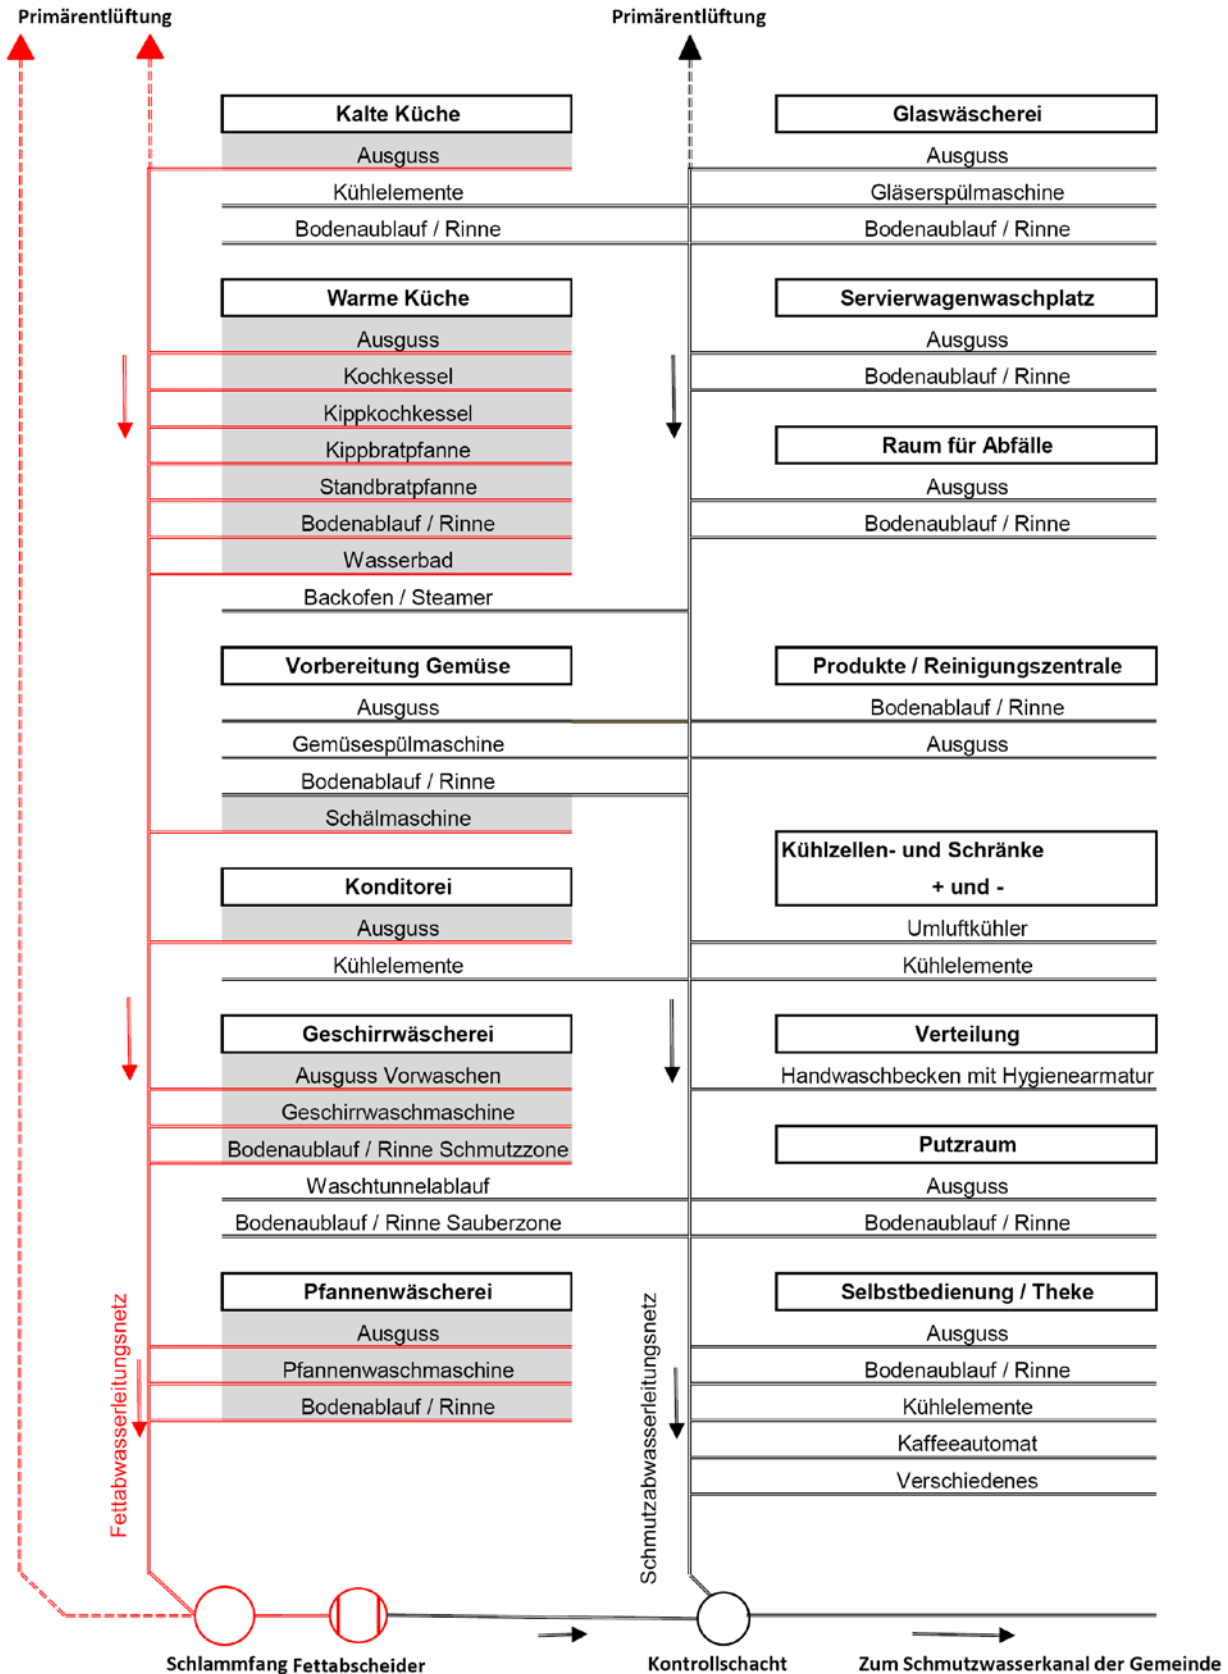 Primärentlüftung
Primärentlüftung
Kalte Küche
Ausguss
Kühlelemente
Bodenaublauf / Rinne
Warme Küche
Ausguss
Kochkessel
Kippkochkessel
Kippbratpfanne
Standbratpfanne
Bodenablauf / Rinne
Wasserbad
Backofen / Steamer
Vorbereitung Gemüse
Ausguss
Gemüsespülmaschine
Bodenablauf / Rinne
Schälmaschine
Konditorei
Ausguss
Kühlelemente
Geschirrwäscherei
Ausguss Vorwaschen
Geschirrwaschmaschine
Bodenaublauf / Rinne Schmutzzone
Waschtunnelablauf
Bodenaublauf / Rinne Sauberzone
Pfannenwäscherei
Ausguss
Pfannenwaschmaschine
Bodenablauf / Rinne
Glaswäscherei
Ausguss
Gläserspülmaschine
Bodenaublauf / Rinne
Servierwagenwaschplatz
Ausguss
Bodenaublauf / Rinne
Raum für Abfälle
Ausguss
Bodenaublauf / Rinne
Produkte / Reinigungszentrale
Bodenablauf / Rinne
Ausguss
Kühlzellen- und Schränke
+ und -
Umluftkühler
Kühlelemente
Verteilung
Handwaschbecken mit Hygienearmatur
Putzraum
Ausguss
Bodenaublauf / Rinne
Selbstbedienung / Theke
Ausguss
Bodenaublauf / Rinne
Kühlelemente
Kaffeeautomat
Verschiedenes
Fettabwasserleitungsnetz
Schmutzabwasserleitungsnetz
Schlammfang
Fettabscheider
Kontrollschacht
Zum Schmutzwasserkanal der Gemeinde